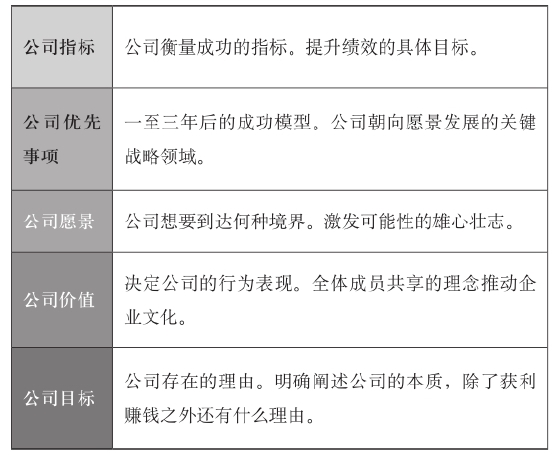 公司指标
公司衡量成功的指标。提升绩效的具体目标。
公司优先
事项
一至三年后的成功模型。公司朝向愿景发展的关键
战略领域。
公司愿景
公司想要到达何种境界。激发可能性的雄心壮志。
公司价值
决定公司的行为表现。全体成员共享的理念推动企
业文化。
公司目标
公司存在的理由。明确阐述公司的本质，除了获利
赚钱之外还有什么理由。